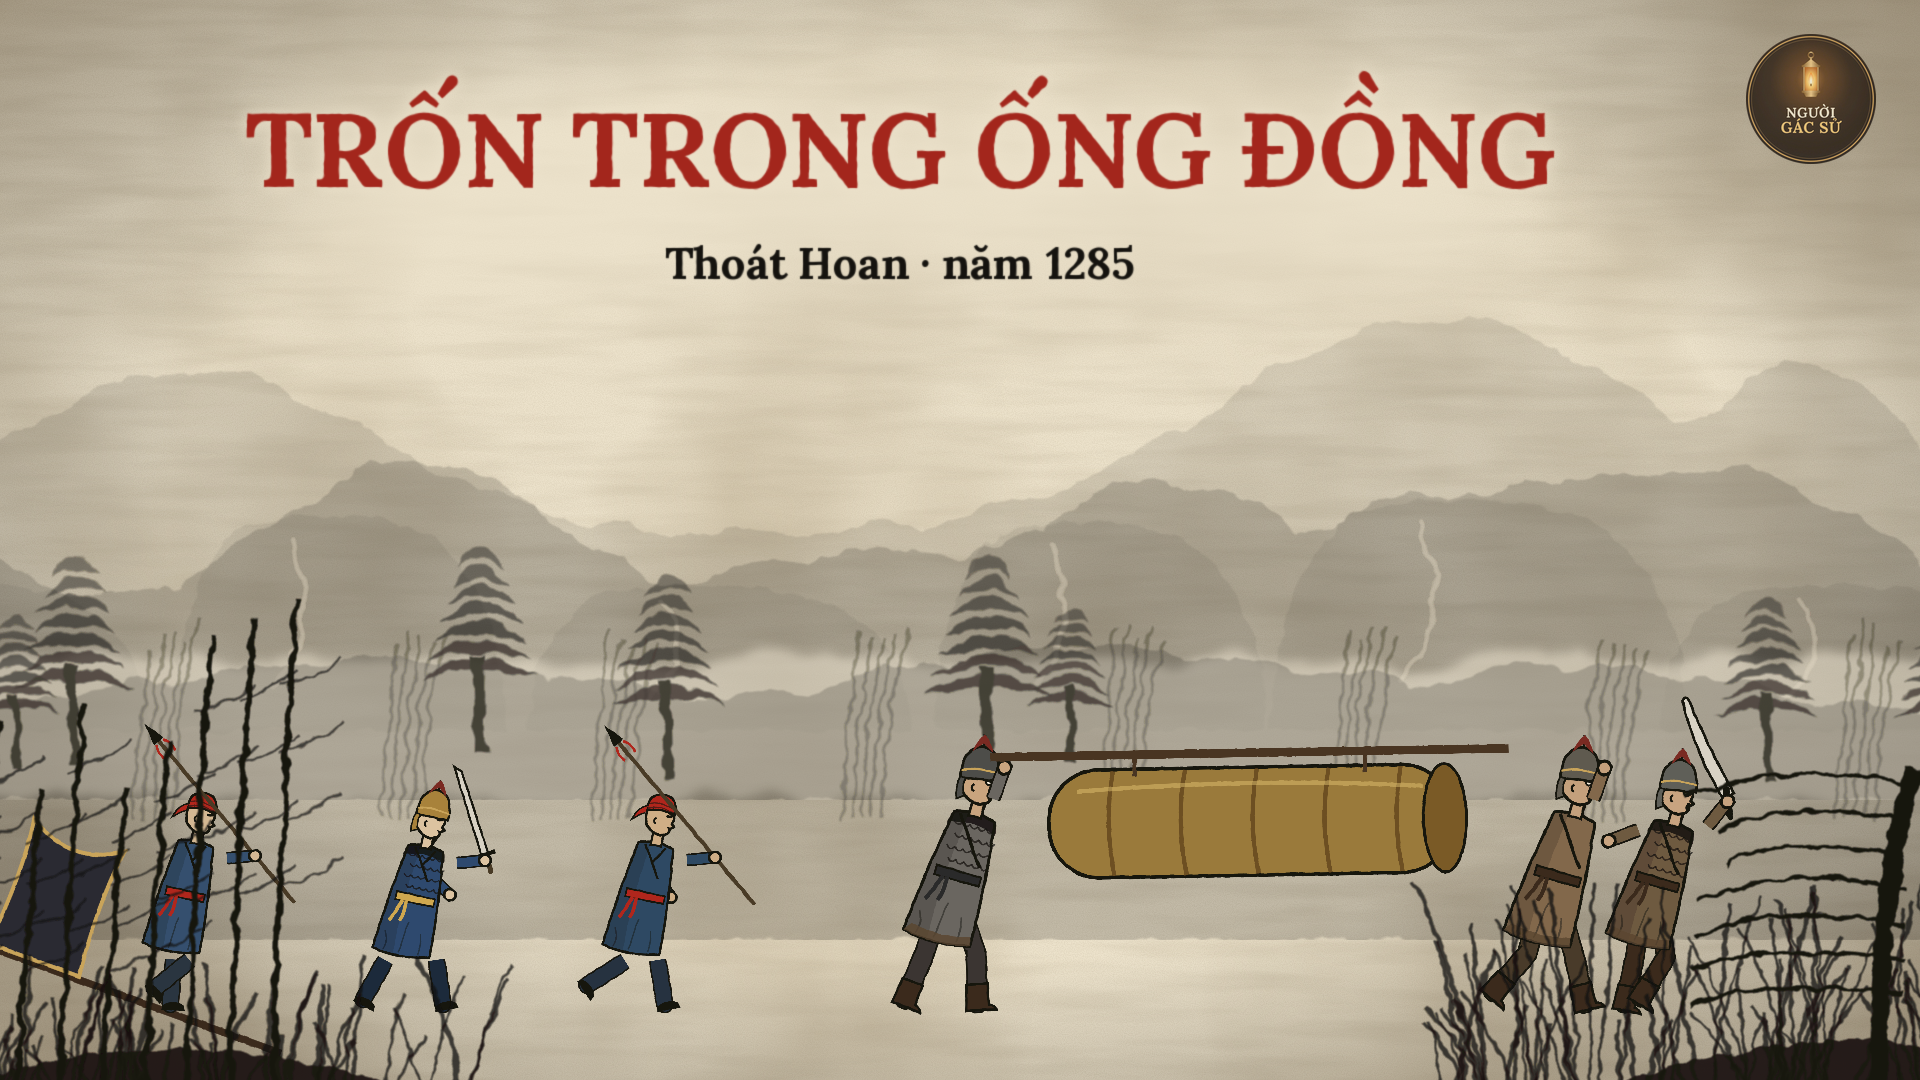 TRỐN TRONG ỐNG ĐỒNG
Thoát Hoan · năm 1285
NGƯỜI
GÁC SỬ